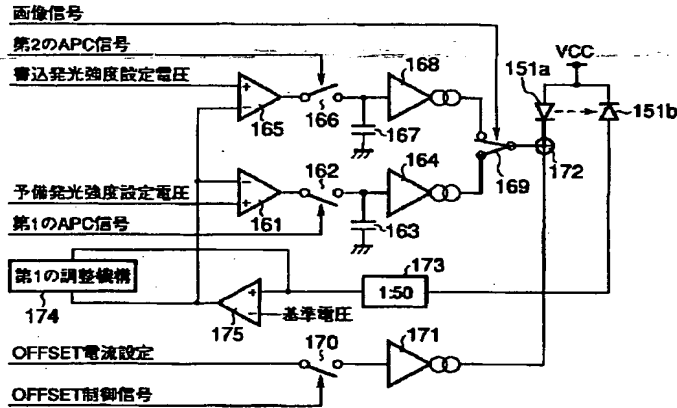 画像信号
第2のAPC信号
書込発光強度設定電圧
予備発光強度設定電圧
第1のAPC信号
第1の調整機構
174
OFFSET電流設定
OFFSET制御信号
165
166
167
168
169
VCC
151a
151b
172
161
162
163
164
173
1:50
175
基準電圧
170
171
+
−
−
+
+
−